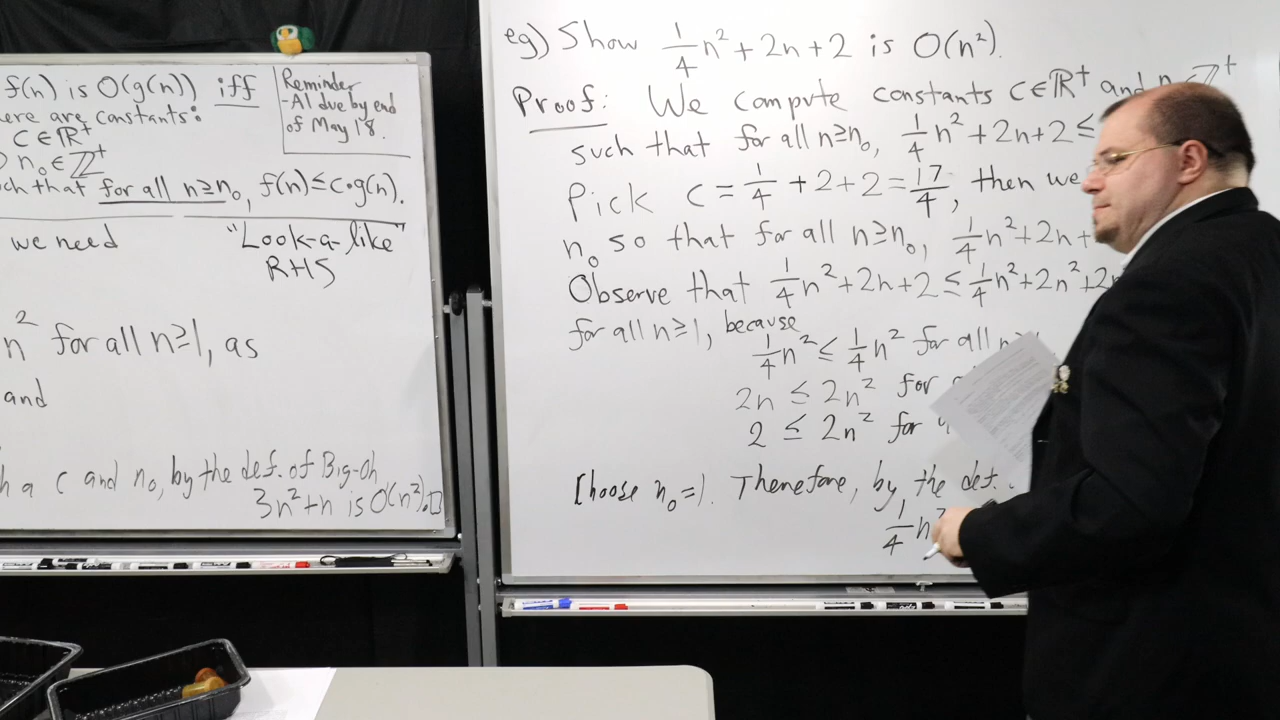 f(n) is O(g(n)) iff
ere are constants:
C∈ℝ⁺
n₀∈ℤ⁺
ch that for all n≥n₀, f(n)≤c•g(n).
Reminder
-A1 due by end
of May 18.
we need
"Look-a-like"
RHS
n² for all n≥1, as
and
h a c and n₀, by the def. of Big-Oh
3n²+n is O(n²).□
eg) Show 1/4 n² + 2n + 2 is O(n²).
Proof: We compute constants C∈ℝ⁺ and n ℤ⁺
such that for all n≥n₀, 1/4 n² + 2n + 2 ≤
Pick C = 1/4 + 2 + 2 = 17/4, then we
n₀ so that for all n≥n₀, 1/4 n² + 2n +
Observe that 1/4 n² + 2n + 2 ≤ 1/4 n² + 2n² + 2n
for all n≥1, because
1/4 n² ≤ 1/4 n² for all n
2n ≤ 2n² for
2 ≤ 2n² for
Choose n₀=1. Therefore, by the def.
1/4 n²